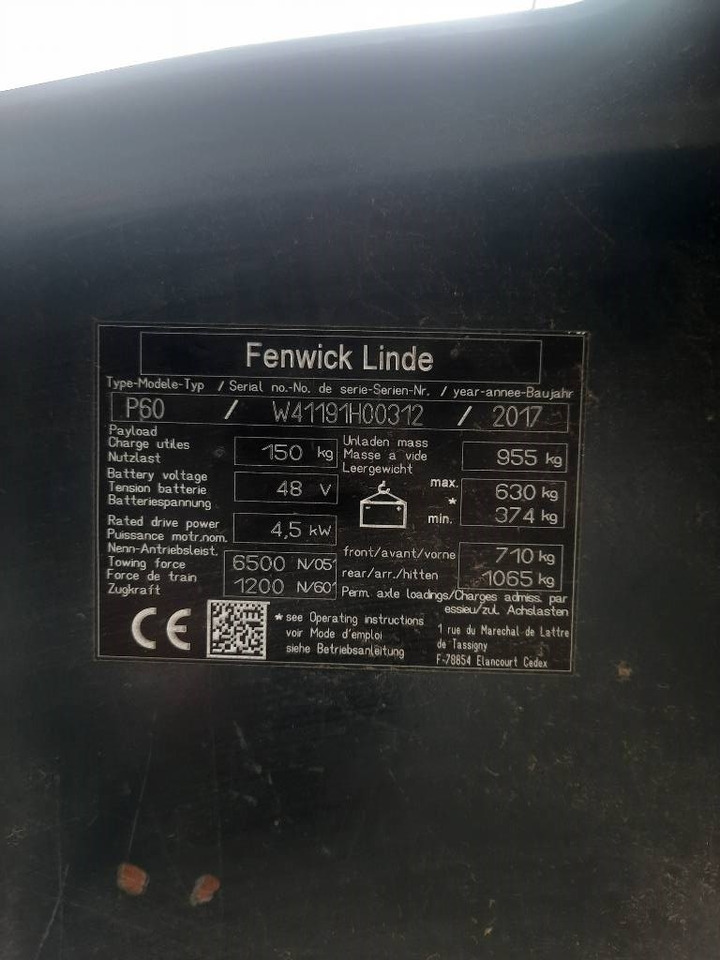 Fenwick Linde
Type-Modele-Typ / Serial no.-No. de serie-Serien-Nr. / year-annee-Baujahr
P60 / W41191H00312 / 2017
Payload
Charge utiles
Nutzlast
150 kg
Unladen mass
Masse a vide
Leergewicht
955 kg
Battery voltage
Tension batterie
Batteriespannung
48 V
max. 630 kg
*
min. 374 kg
Rated drive power
Puissance motr.nom.
Nenn-Antriebsleist.
4,5 kW
Towing force
Force de train
Zugkraft
6500 N/05'
1200 N/60'
front/avant/vorne 710 kg
rear/arr./hitten 1065 kg
Perm. axle loadings/Charges admiss. par
essieu/zul. Achslasten
CE
* see Operating instructions
voir Mode d'emploi
siehe Betriebsanleitung
1 rue du Marechal de Lattre
de Tassigny
F-78854 Elancourt Cedex